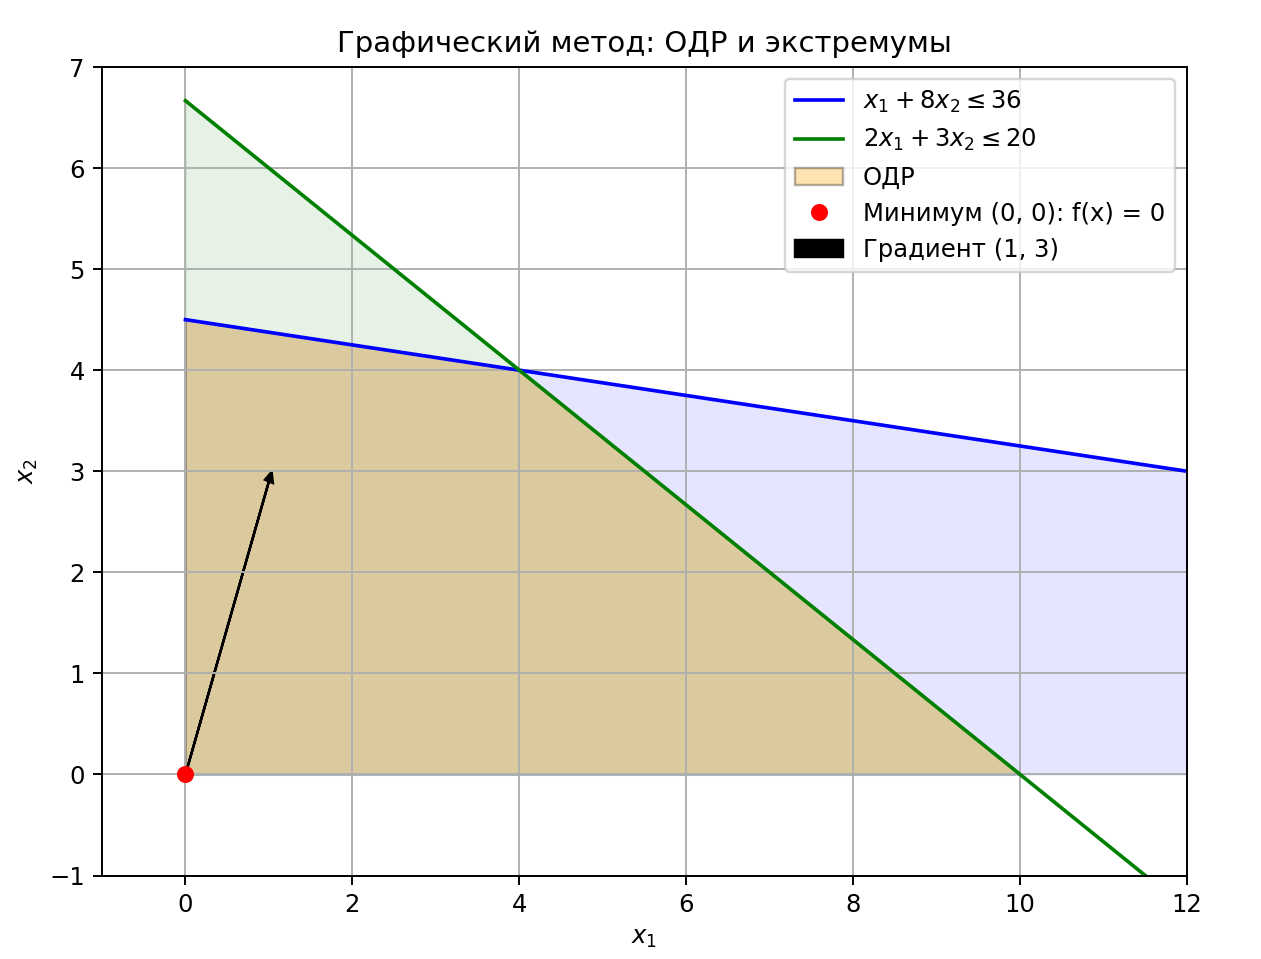 Графический метод: ОДР и экстремумы
x₁ + 8x₂ ≤ 36
2x₁ + 3x₂ ≤ 20
ОДР
Минимум (0, 0): f(x) = 0
Градиент (1, 3)
7
6
5
4
3
2
1
0
−1
x₂
0 2 4 6 8 10 12
x₁